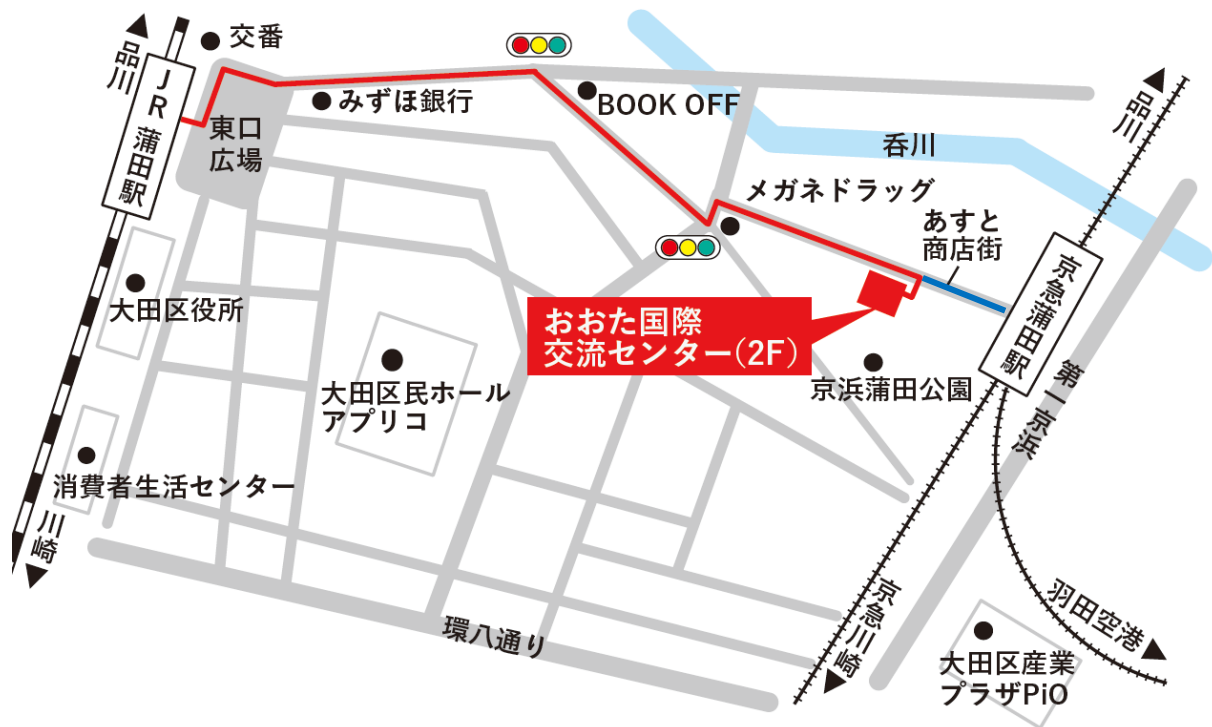 品川
交番
JR 蒲田駅
東口
広場
みずほ銀行
BOOK OFF
品川
呑川
メガネドラッグ
あすと
商店街
京急蒲田駅
大田区役所
おおた国際
交流センター(2F)
大田区民ホール
アプリコ
京浜蒲田公園
第一京浜
消費者生活センター
川崎
環八通り
京急川崎
羽田空港
大田区産業
プラザPiO